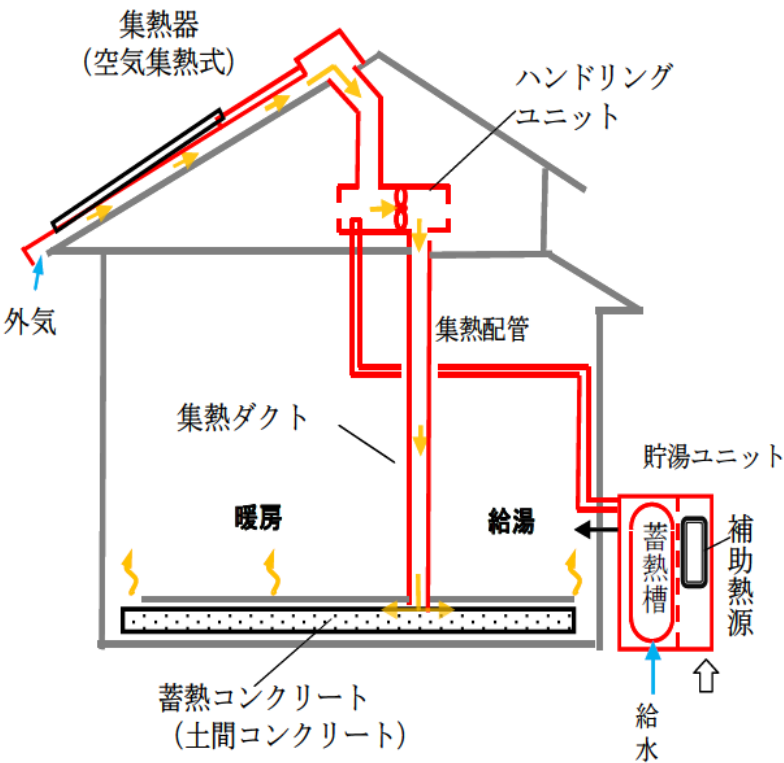 集熱器
（空気集熱式）
ハンドリング
ユニット
外気
集熱配管
集熱ダクト
貯湯ユニット
暖房
給湯
蓄熱槽
補助熱源
蓄熱コンクリート
（土間コンクリート）
給水